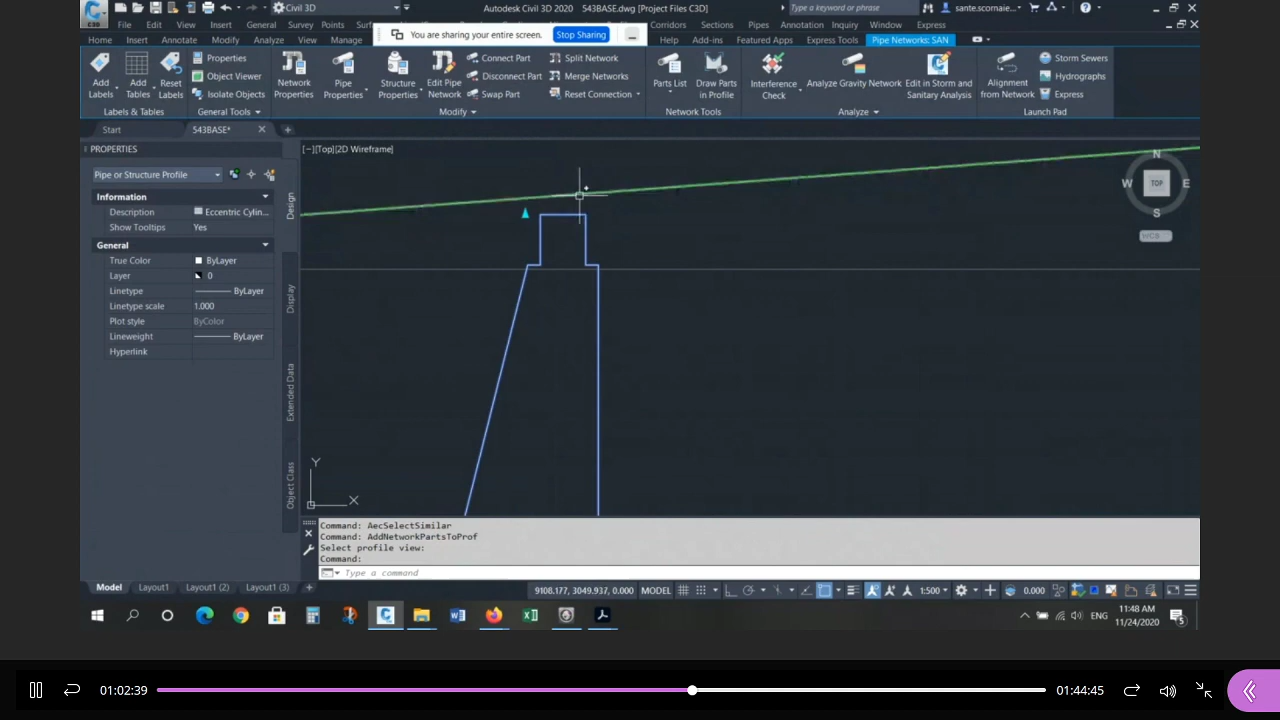 Civil 3D
Autodesk Civil 3D 2020 543BASE.dwg [Project Files C3D]
Type a keyword or phrase
sante.scornaie...
File Edit View Insert General Survey Points Surf
Corridors Sections Pipes Annotation Inquiry Window Express
You are sharing your entire screen. Stop Sharing
Home Insert Annotate Modify Analyze View Manage
Help Add-ins Featured Apps Express Tools Pipe Networks: SAN
Add Labels
Add Tables
Reset Labels
Properties
Object Viewer
Isolate Objects
Network Properties
Pipe Properties
Structure Properties
Edit Pipe Network
Connect Part
Disconnect Part
Swap Part
Split Network
Merge Networks
Reset Connection
Parts List
Draw Parts in Profile
Interference Check
Analyze Gravity Network
Edit in Storm and Sanitary Analysis
Alignment from Network
Storm Sewers
Hydrographs
Express
Labels & Tables General Tools Modify Network Tools Analyze Launch Pad
Start 543BASE*
PROPERTIES
[−][Top][2D Wireframe]
Pipe or Structure Profile
Information
Description Eccentric Cylin...
Show Tooltips Yes
General
True Color ByLayer
Layer 0
Linetype ByLayer
Linetype scale 1.000
Plot style ByColor
Lineweight ByLayer
Hyperlink
Design
Display
Extended Data
Object Class
N
W TOP E
S
WCS
Y
X
Command: AecSelectSimilar
Command: AddNetworkPartsToProf
Select profile view:
Command:
Type a command
Model Layout1 Layout1 (2) Layout1 (3)
9108.177, 3049.937, 0.000 MODEL
1:500
0.000
ENG
11:48 AM
11/24/2020
5
01:02:39
01:44:45